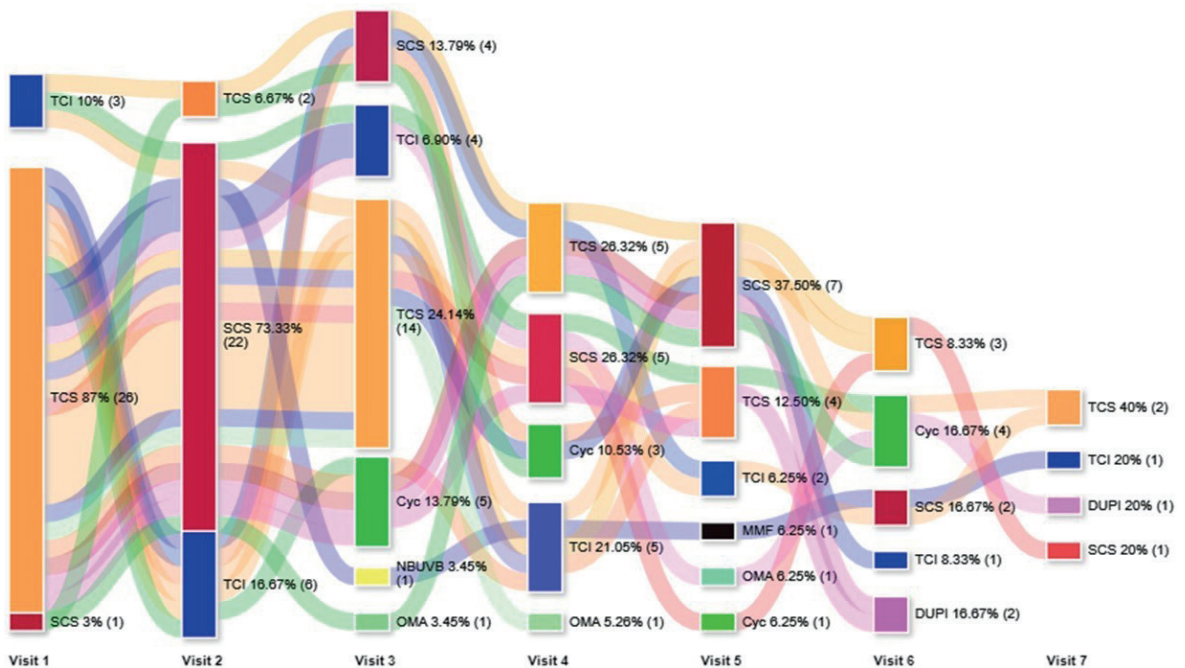 SCS 13.79% (4)
TCI 10% (3)
TCS 6.67% (2)
TCI 6.90% (4)
TCS 26.32% (5)
SCS 37.50% (7)
TCS 24.14%
(14)
SCS 73.33%
(22)
TCS 8.33% (3)
SCS 26.32% (5)
TCS 87% (26)
TCS 12.50% (4)
TCS 40% (2)
Cyc 16.67% (4)
Cyc 10.53% (3)
TCI 20% (1)
TCI 6.25% (2)
Cyc 13.79% (5)
DUPI 20% (1)
SCS 16.67% (2)
MMF 6.25% (1)
TCI 21.05% (5)
SCS 20% (1)
TCI 8.33% (1)
NBUVB 3.45%
(1)
OMA 6.25% (1)
TCI 16.67% (6)
DUPI 16.67% (2)
SCS 3% (1)
OMA 3.45% (1)
OMA 5.26% (1)
Cyc 6.25% (1)
Visit 1 Visit 2 Visit 3 Visit 4 Visit 5 Visit 6 Visit 7